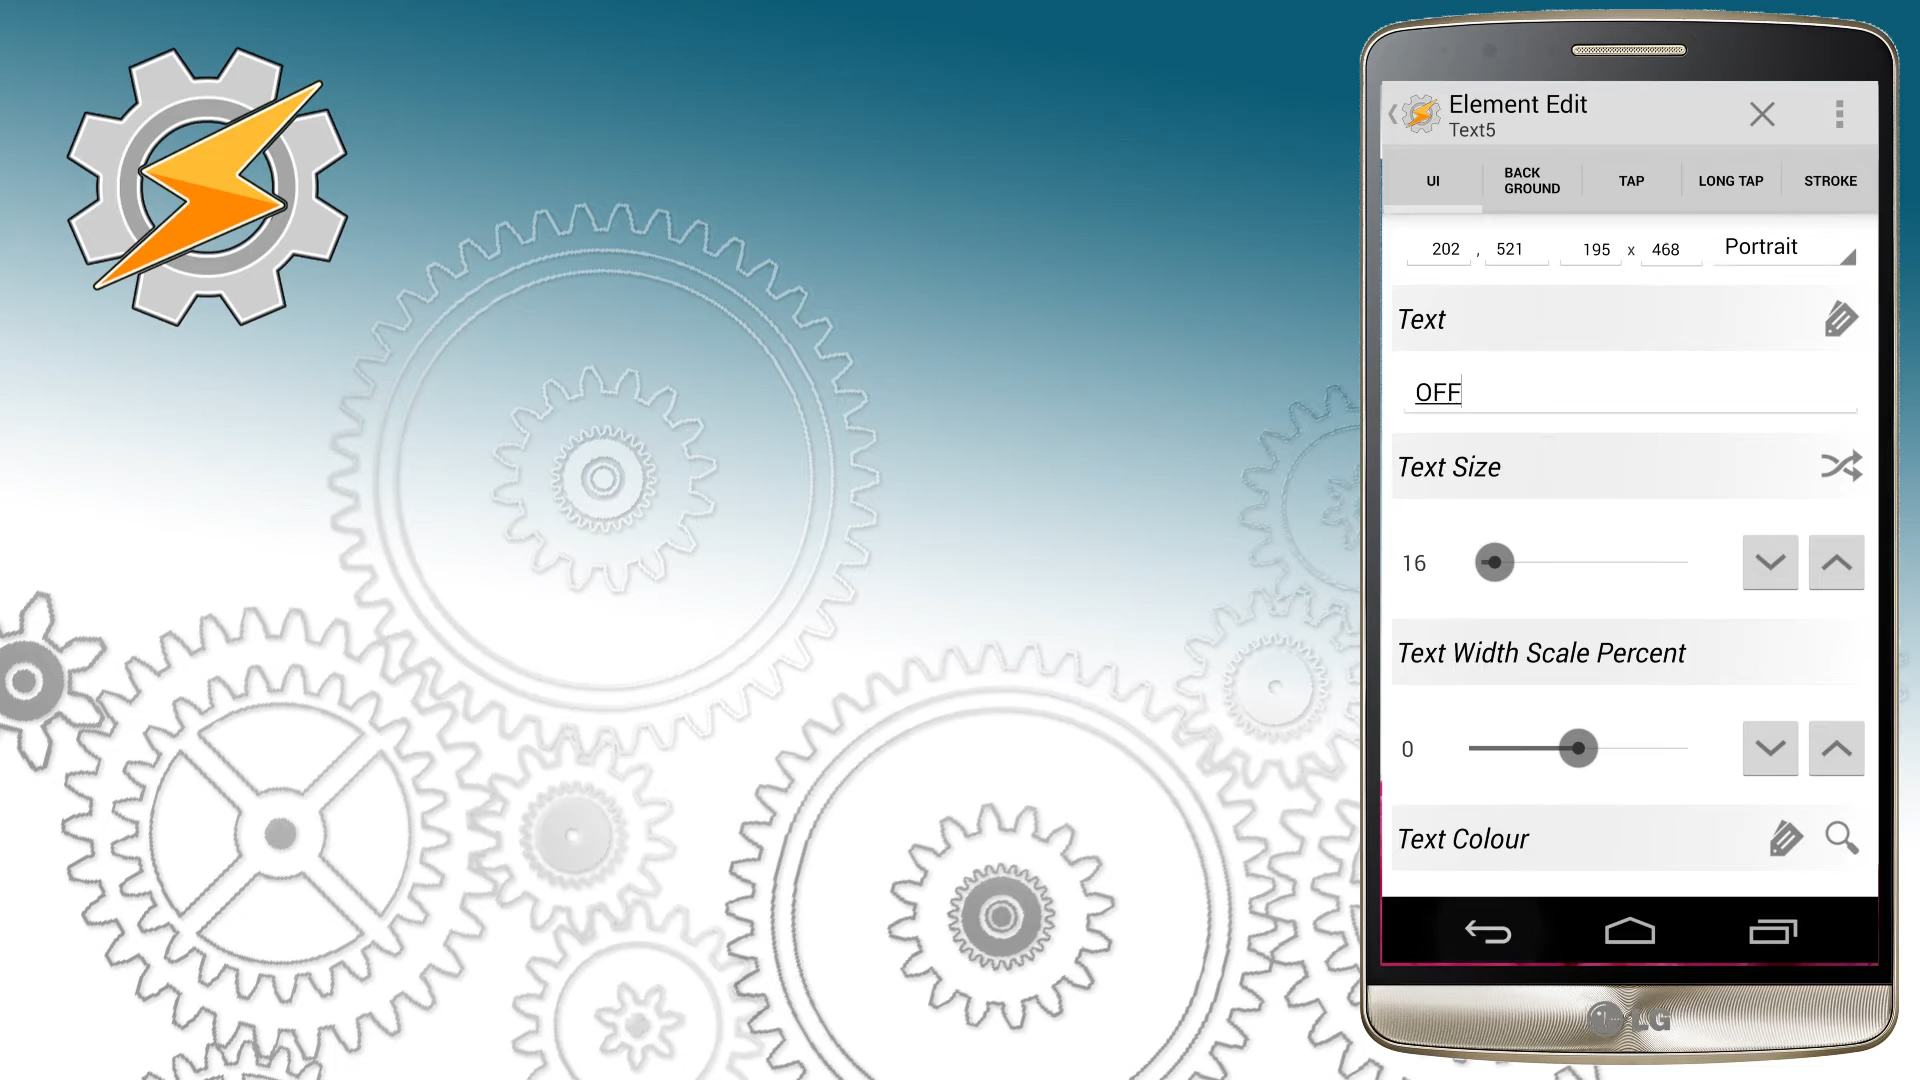 Element Edit
Text5
UI
BACK GROUND
TAP
LONG TAP
STROKE
202 , 521 195 x 468 Portrait
Text
OFF
Text Size
16
Text Width Scale Percent
0
Text Colour
LG